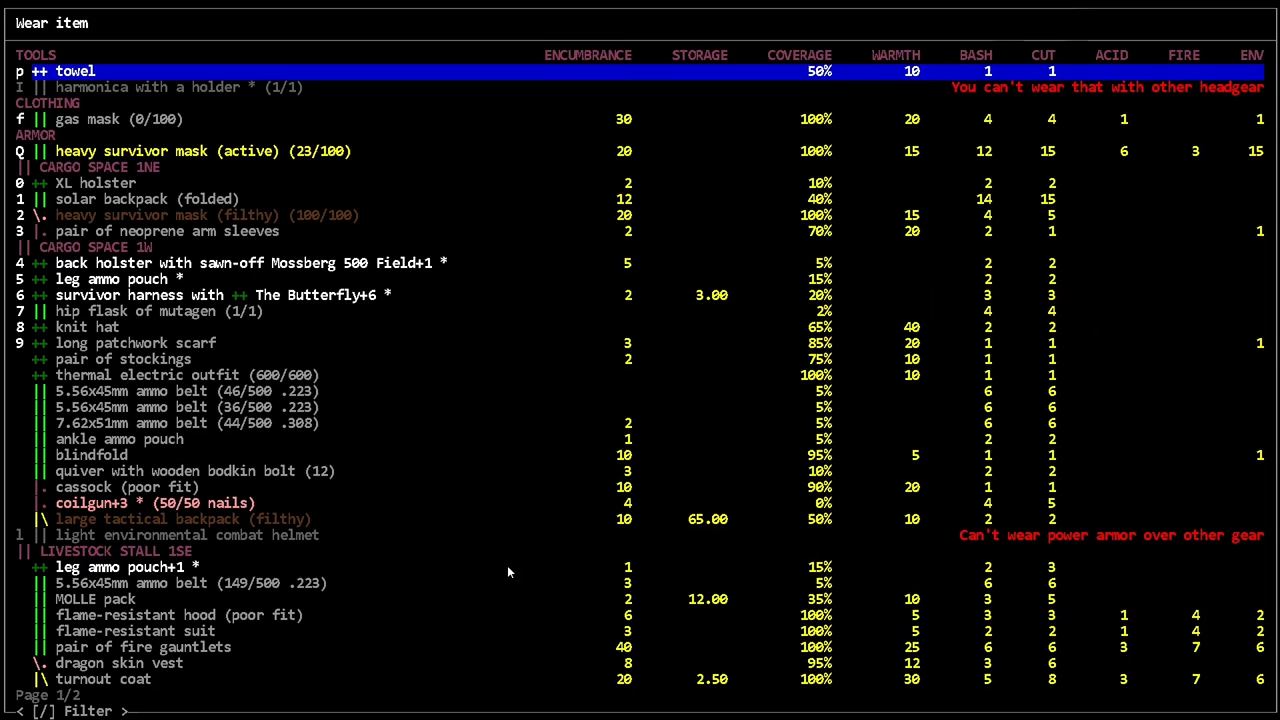 Wear item
TOOLS ENCUMBRANCE STORAGE COVERAGE WARMTH BASH CUT ACID FIRE ENV
p ++ towel 50% 10 1 1
I || harmonica with a holder * (1/1) You can't wear that with other headgear
CLOTHING
f || gas mask (0/100) 30 100% 20 4 4 1 1
ARMOR
Q || heavy survivor mask (active) (23/100) 20 100% 15 12 15 6 3 15
|| CARGO SPACE 1NE
0 ++ XL holster 2 10% 2 2
1 || solar backpack (folded) 12 40% 14 15
2 \. heavy survivor mask (filthy) (100/100) 20 100% 15 4 5
3 |. pair of neoprene arm sleeves 2 70% 20 2 1 1
|| CARGO SPACE 1W
4 ++ back holster with sawn-off Mossberg 500 Field+1 * 5 5% 2 2
5 ++ leg ammo pouch * 15% 2 2
6 ++ survivor harness with ++ The Butterfly+6 * 2 3.00 20% 3 3
7 || hip flask of mutagen (1/1) 2% 4 4
8 ++ knit hat 65% 40 2 2
9 ++ long patchwork scarf 3 85% 20 1 1 1
++ pair of stockings 2 75% 10 1 1
++ thermal electric outfit (600/600) 100% 10 1 1
|| 5.56x45mm ammo belt (46/500 .223) 5% 6 6
|| 5.56x45mm ammo belt (36/500 .223) 5% 6 6
|| 7.62x51mm ammo belt (44/500 .308) 2 5% 6 6
|| ankle ammo pouch 1 5% 2 2
|| blindfold 10 95% 5 1 1 1
|| quiver with wooden bodkin bolt (12) 3 10% 2 2
|. cassock (poor fit) 10 90% 20 1 1
|. coilgun+3 * (50/50 nails) 4 0% 4 5
|\ large tactical backpack (filthy) 10 65.00 50% 10 2 2
l || light environmental combat helmet Can't wear power armor over other gear
|| LIVESTOCK STALL 1SE
++ leg ammo pouch+1 * 1 15% 2 3
|| 5.56x45mm ammo belt (149/500 .223) 3 5% 6 6
|| MOLLE pack 2 12.00 35% 10 3 5
|| flame-resistant hood (poor fit) 6 100% 5 3 3 1 4 2
|| flame-resistant suit 3 100% 5 2 2 1 4 2
|| pair of fire gauntlets 40 100% 25 6 6 3 7 6
\. dragon skin vest 8 95% 12 3 6
|\ turnout coat 20 2.50 100% 30 5 8 3 7 6
Page 1/2
< [/] Filter >